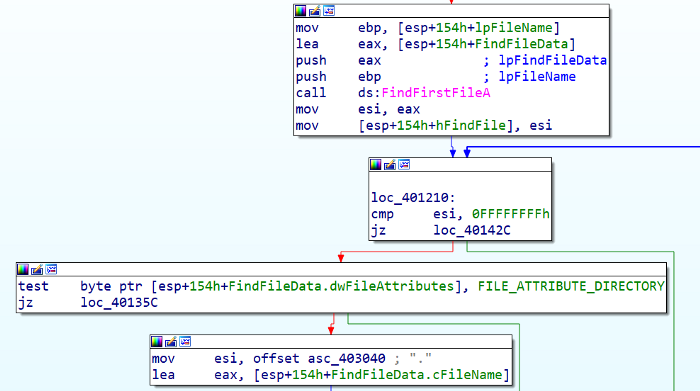 mov     ebp, [esp+154h+lpFileName]
lea     eax, [esp+154h+FindFileData]
push    eax             ; lpFindFileData
push    ebp             ; lpFileName
call    ds:FindFirstFileA
mov     esi, eax
mov     [esp+154h+hFindFile], esi
loc_401210:
cmp     esi, 0FFFFFFFFh
jz      loc_40142C
test    byte ptr [esp+154h+FindFileData.dwFileAttributes], FILE_ATTRIBUTE_DIRECTORY
jz      loc_40135C
mov     esi, offset asc_403040 ; "."
lea     eax, [esp+154h+FindFileData.cFileName]